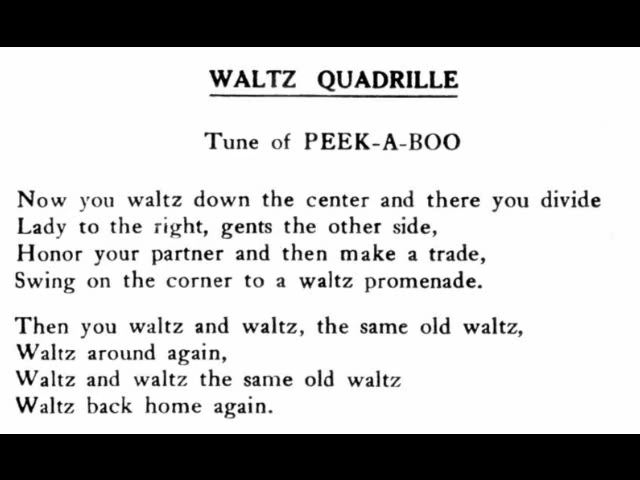 WALTZ QUADRILLE
Tune of PEEK-A-BOO
Now you waltz down the center and there you divide
Lady to the right, gents the other side,
Honor your partner and then make a trade,
Swing on the corner to a waltz promenade.
Then you waltz and waltz, the same old waltz,
Waltz around again,
Waltz and waltz the same old waltz
Waltz back home again.